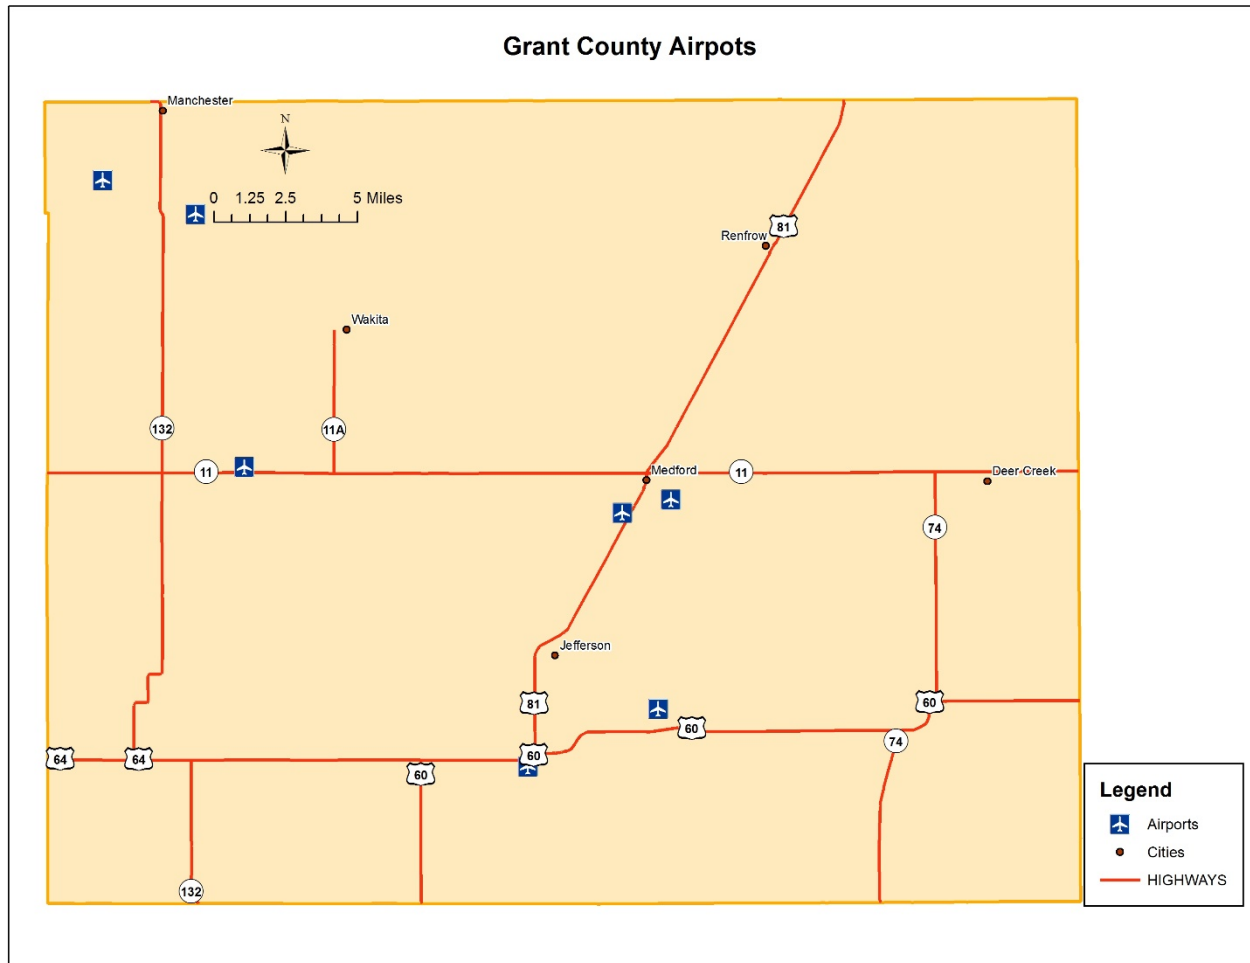 Grant County Airpots
Manchester
N
0 1.25 2.5 5 Miles
81
Renfrow
Wakita
132
11A
11
Medford
11
Deer Creek
74
Jefferson
81
60
60
60
74
64
64
60
132
Legend
Airports
Cities
HIGHWAYS